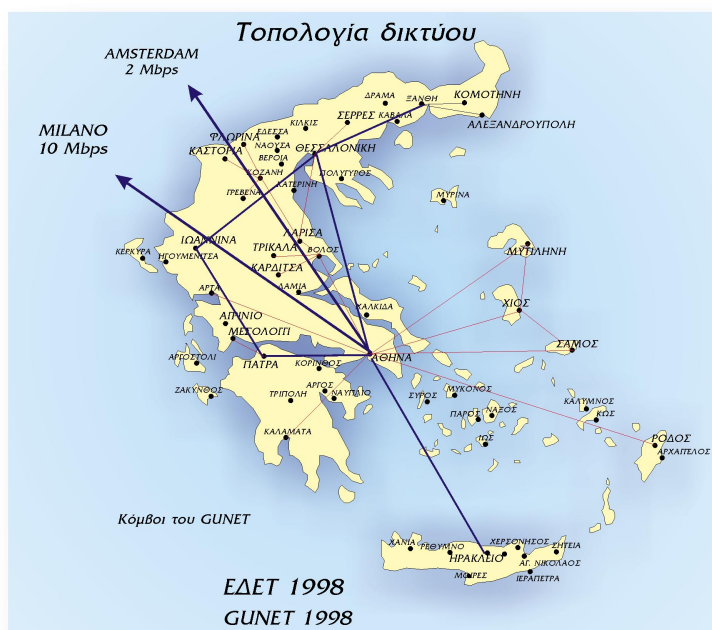 Τοπολογία δικτύου
AMSTERDAM
2 Mbps
MILANO
10 Mbps
ΔΡΑΜΑ
ΞΑΝΘΗ
ΚΟΜΟΤΗΝΗ
ΣΕΡΡΕΣ
ΚΑΒΑΛΑ
ΑΛΕΞΑΝΔΡΟΥΠΟΛΗ
ΚΙΛΚΙΣ
ΦΛΩΡΙΝΑ
ΕΔΕΣΣΑ
ΝΑΟΥΣΑ
ΘΕΣΣΑΛΟΝΙΚΗ
ΚΑΣΤΟΡΙΑ
ΒΕΡΟΙΑ
ΚΟΖΑΝΗ
ΠΟΛΥΓΥΡΟΣ
ΚΑΤΕΡΙΝΗ
ΓΡΕΒΕΝΑ
ΜΥΡΙΝΑ
ΛΑΡΙΣΑ
ΙΩΑΝΝΙΝΑ
ΤΡΙΚΑΛΑ
ΒΟΛΟΣ
ΚΕΡΚΥΡΑ
ΗΓΟΥΜΕΝΙΤΣΑ
ΜΥΤΙΛΗΝΗ
ΚΑΡΔΙΤΣΑ
ΑΡΤΑ
ΛΑΜΙΑ
ΧΙΟΣ
ΧΑΛΚΙΔΑ
ΑΓΡΙΝΙΟ
ΜΕΣΟΛΟΓΓΙ
ΣΑΜΟΣ
ΑΡΓΟΣΤΟΛΙ
ΠΑΤΡΑ
ΚΟΡΙΝΘΟΣ
ΑΘΗΝΑ
ΖΑΚΥΝΘΟΣ
ΑΡΓΟΣ
ΝΑΥΠΛΙΟ
ΤΡΙΠΟΛΗ
ΣΥΡΟΣ
ΜΥΚΟΝΟΣ
ΚΑΛΥΜΝΟΣ
ΠΑΡΟΣ
ΝΑΞΟΣ
ΚΩΣ
ΚΑΛΑΜΑΤΑ
ΙΟΣ
ΡΟΔΟΣ
ΑΡΧΑΓΓΕΛΟΣ
Κόμβοι του GUNET
ΧΑΝΙΑ
ΡΕΘΥΜΝΟ
ΗΡΑΚΛΕΙΟ
ΧΕΡΣΟΝΗΣΟΣ
ΣΗΤΕΙΑ
ΑΓ. ΝΙΚΟΛΑΟΣ
ΜΟΙΡΕΣ
ΙΕΡΑΠΕΤΡΑ
ΕΔΕΤ 1998
GUNET 1998